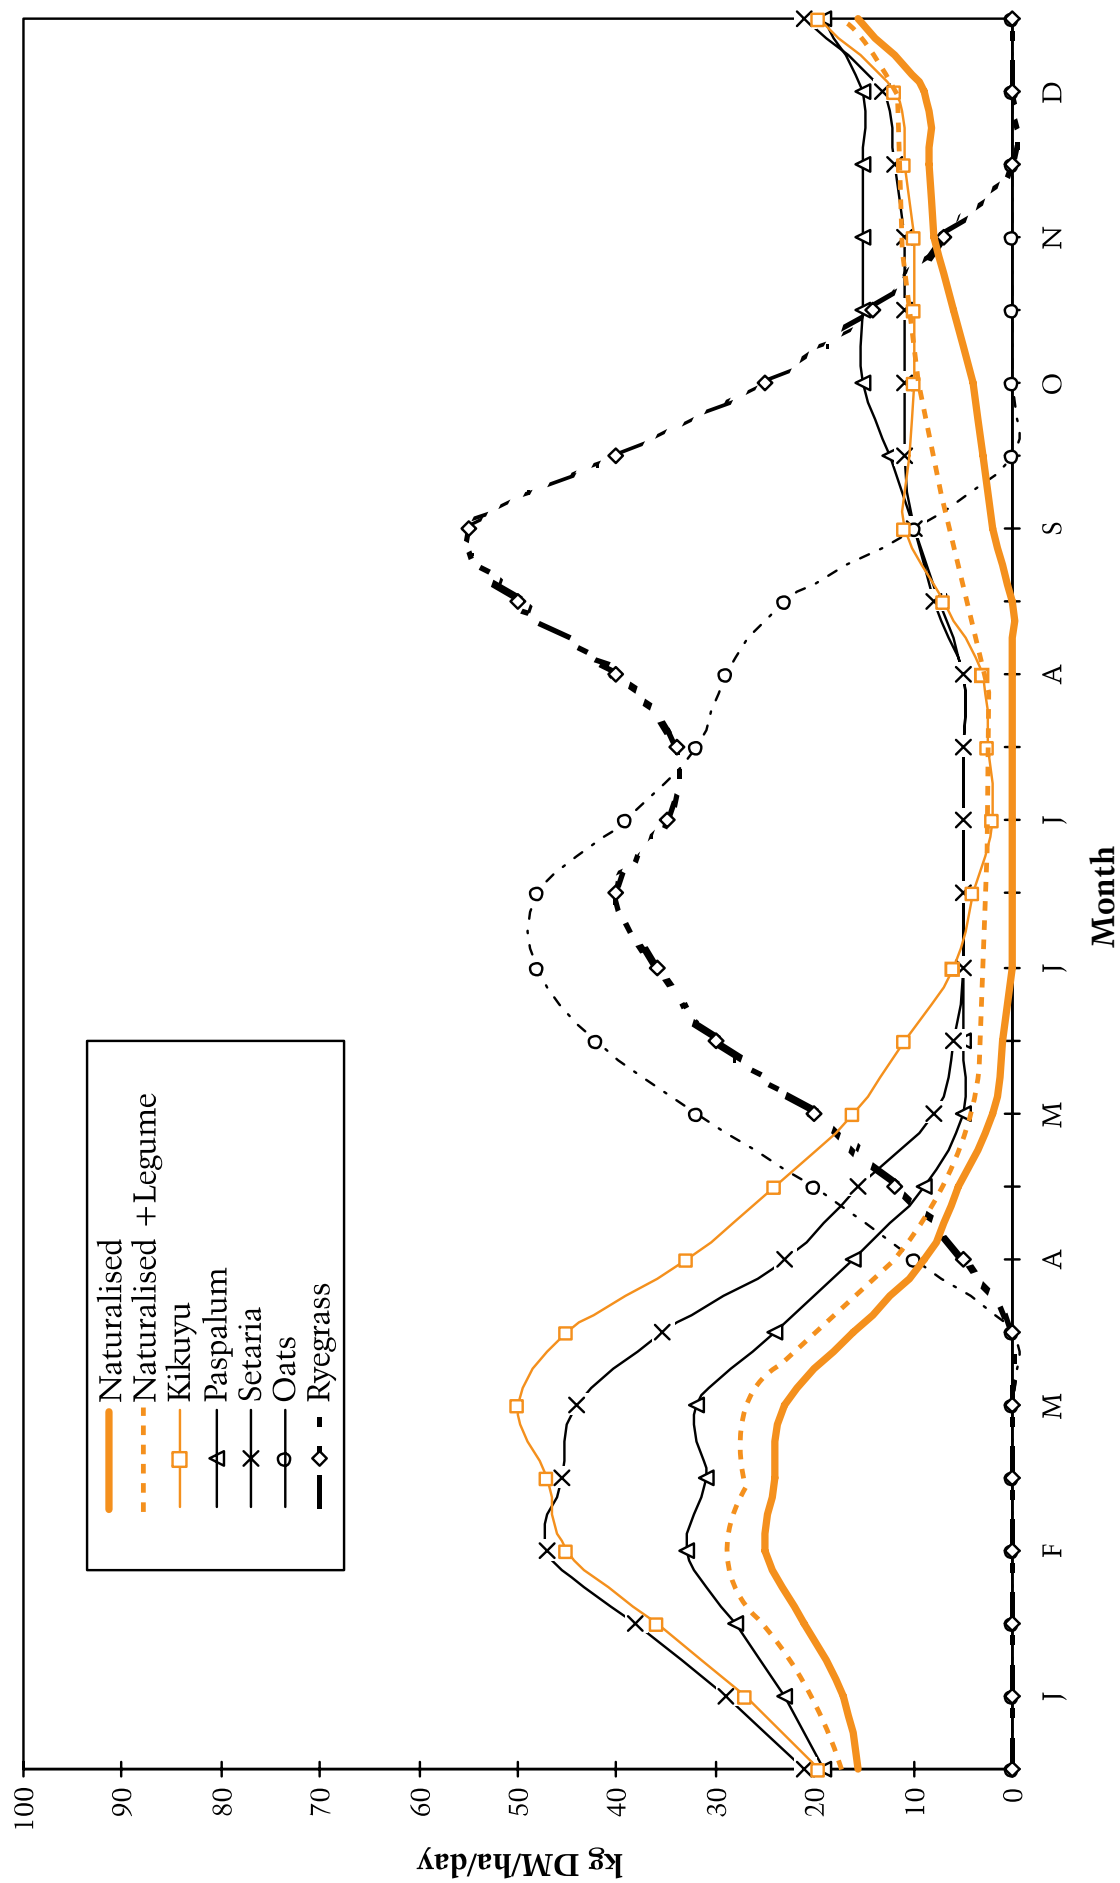 100
90
80
70
60
50
40
30
20
10
0
kg DM/ha/day
Naturalised
Naturalised +Legume
Kikuyu
Paspalum
Setaria
Oats
Ryegrass
J F M A M J J A S O N D
Month